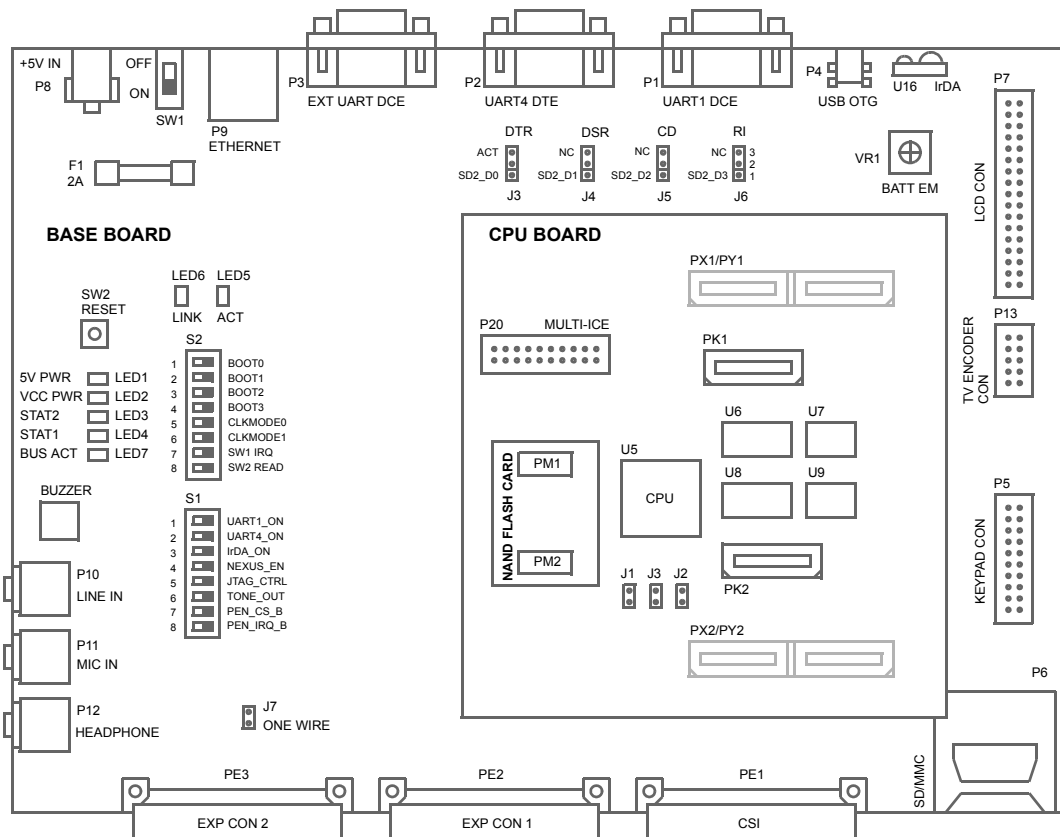 +5V IN
P8
OFF
ON
SW1
P9
ETHERNET
P3
EXT UART DCE
P2
UART4 DTE
P1
UART1 DCE
P4
USB OTG
U16
IrDA
P7
LCD CON
F1
2A
DTR
ACT
SD2_D0
J3
DSR
NC
SD2_D1
J4
CD
NC
SD2_D2
J5
RI
NC
SD2_D3
3
2
1
J6
VR1
BATT EM
BASE BOARD
CPU BOARD
SW2
RESET
LED6
LINK
LED5
ACT
PX1/PY1
P20
MULTI-ICE
PK1
P13
TV ENCODER
CON
5V PWR
LED1
VCC PWR
LED2
STAT2
LED3
STAT1
LED4
BUS ACT
LED7
S2
1 BOOT0
2 BOOT1
3 BOOT2
4 BOOT3
5 CLKMODE0
6 CLKMODE1
7 SW1 IRQ
8 SW2 READ
NAND FLASH CARD
PM1
PM2
U5
CPU
U6
U7
U8
U9
PK2
J1
J3
J2
PX2/PY2
P5
KEYPAD CON
BUZZER
S1
1 UART1_ON
2 UART4_ON
3 IrDA_ON
4 NEXUS_EN
5 JTAG_CTRL
6 TONE_OUT
7 PEN_CS_B
8 PEN_IRQ_B
P10
LINE IN
P11
MIC IN
P12
HEADPHONE
J7
ONE WIRE
P6
SD/MMC
PE3
EXP CON 2
PE2
EXP CON 1
PE1
CSI